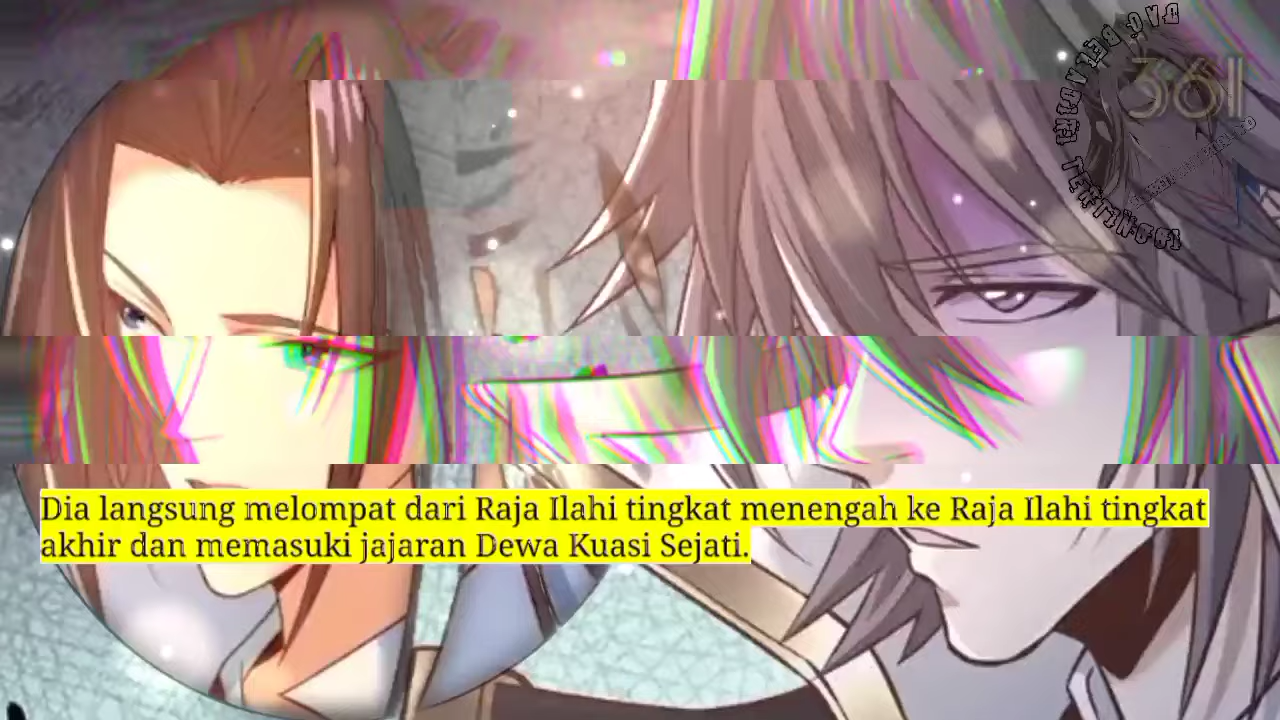 361
Dia langsung melompat dari Raja Ilahi tingkat menengah ke Raja Ilahi tingkat
akhir dan memasuki jajaran Dewa Kuasi Sejati.